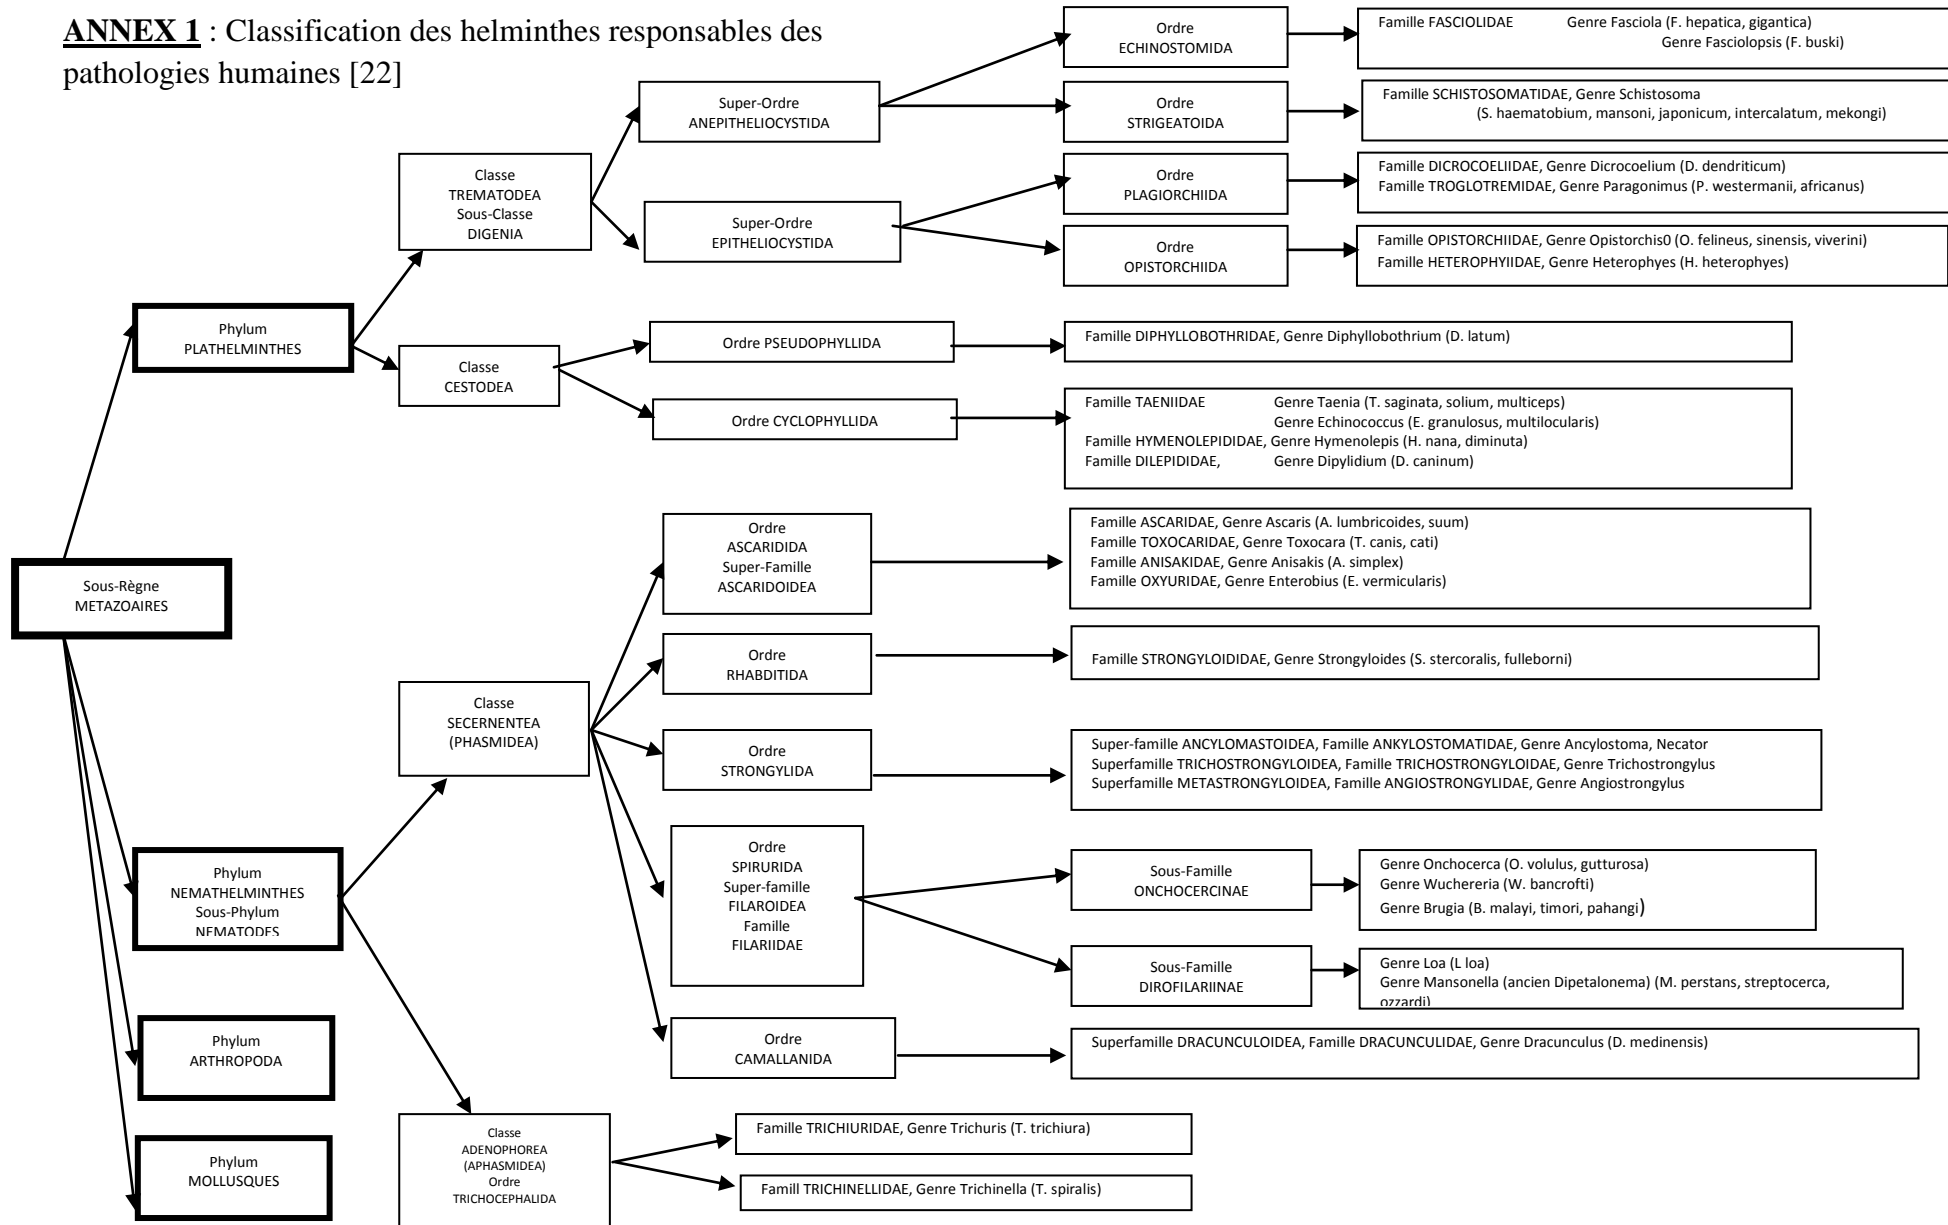 ANNEX 1 : Classification des helminthes responsables des
pathologies humaines [22]
Ordre
ECHINOSTOMIDA
Famille FASCIOLIDAE Genre Fasciola (F. hepatica, gigantica)
Genre Fasciolopsis (F. buski)
Super-Ordre
ANEPITHELIOCYSTIDA
Ordre
STRIGEATOIDA
Famille SCHISTOSOMATIDAE, Genre Schistosoma
(S. haematobium, mansoni, japonicum, intercalatum, mekongi)
Classe
TREMATODEA
Sous-Classe
DIGENIA
Ordre
PLAGIORCHIIDA
Famille DICROCOELIIDAE, Genre Dicrocoelium (D. dendriticum)
Famille TROGLOTREMIDAE, Genre Paragonimus (P. westermanii, africanus)
Super-Ordre
EPITHELIOCYSTIDA
Ordre
OPISTORCHIIDA
Famille OPISTORCHIIDAE, Genre Opistorchis0 (O. felineus, sinensis, viverini)
Famille HETEROPHYIIDAE, Genre Heterophyes (H. heterophyes)
Phylum
PLATHELMINTHES
Classe
CESTODEA
Ordre PSEUDOPHYLLIDA
Famille DIPHYLLOBOTHRIDAE, Genre Diphyllobothrium (D. latum)
Ordre CYCLOPHYLLIDA
Famille TAENIIDAE Genre Taenia (T. saginata, solium, multiceps)
Genre Echinococcus (E. granulosus, multilocularis)
Famille HYMENOLEPIDIDAE, Genre Hymenolepis (H. nana, diminuta)
Famille DILEPIDIDAE, Genre Dipylidium (D. caninum)
Sous-Règne
METAZOAIRES
Ordre
ASCARIDIDA
Super-Famille
ASCARIDOIDEA
Famille ASCARIDAE, Genre Ascaris (A. lumbricoides, suum)
Famille TOXOCARIDAE, Genre Toxocara (T. canis, cati)
Famille ANISAKIDAE, Genre Anisakis (A. simplex)
Famille OXYURIDAE, Genre Enterobius (E. vermicularis)
Ordre
RHABDITIDA
Famille STRONGYLOIDIDAE, Genre Strongyloides (S. stercoralis, fulleborni)
Classe
SECERNENTEA
(PHASMIDEA)
Ordre
STRONGYLIDA
Super-famille ANCYLOMASTOIDEA, Famille ANKYLOSTOMATIDAE, Genre Ancylostoma, Necator
Superfamille TRICHOSTRONGYLOIDEA, Famille TRICHOSTRONGYLOIDAE, Genre Trichostrongylus
Superfamille METASTRONGYLOIDEA, Famille ANGIOSTRONGYLIDAE, Genre Angiostrongylus
Phylum
NEMATHELMINTHES
Sous-Phylum
NEMATODES
Ordre
SPIRURIDA
Super-famille
FILAROIDEA
Famille
FILARIIDAE
Sous-Famille
ONCHOCERCINAE
Genre Onchocerca (O. volulus, gutturosa)
Genre Wuchereria (W. bancrofti)
Genre Brugia (B. malayi, timori, pahangi)
Sous-Famille
DIROFILARIINAE
Genre Loa (L loa)
Genre Mansonella (ancien Dipetalonema) (M. perstans, streptocerca,
ozzardi)
Phylum
ARTHROPODA
Ordre
CAMALLANIDA
Superfamille DRACUNCULOIDEA, Famille DRACUNCULIDAE, Genre Dracunculus (D. medinensis)
Phylum
MOLLUSQUES
Classe
ADENOPHOREA
(APHASMIDEA)
Ordre
TRICHOCEPHALIDA
Famille TRICHIURIDAE, Genre Trichuris (T. trichiura)
Famill TRICHINELLIDAE, Genre Trichinella (T. spiralis)